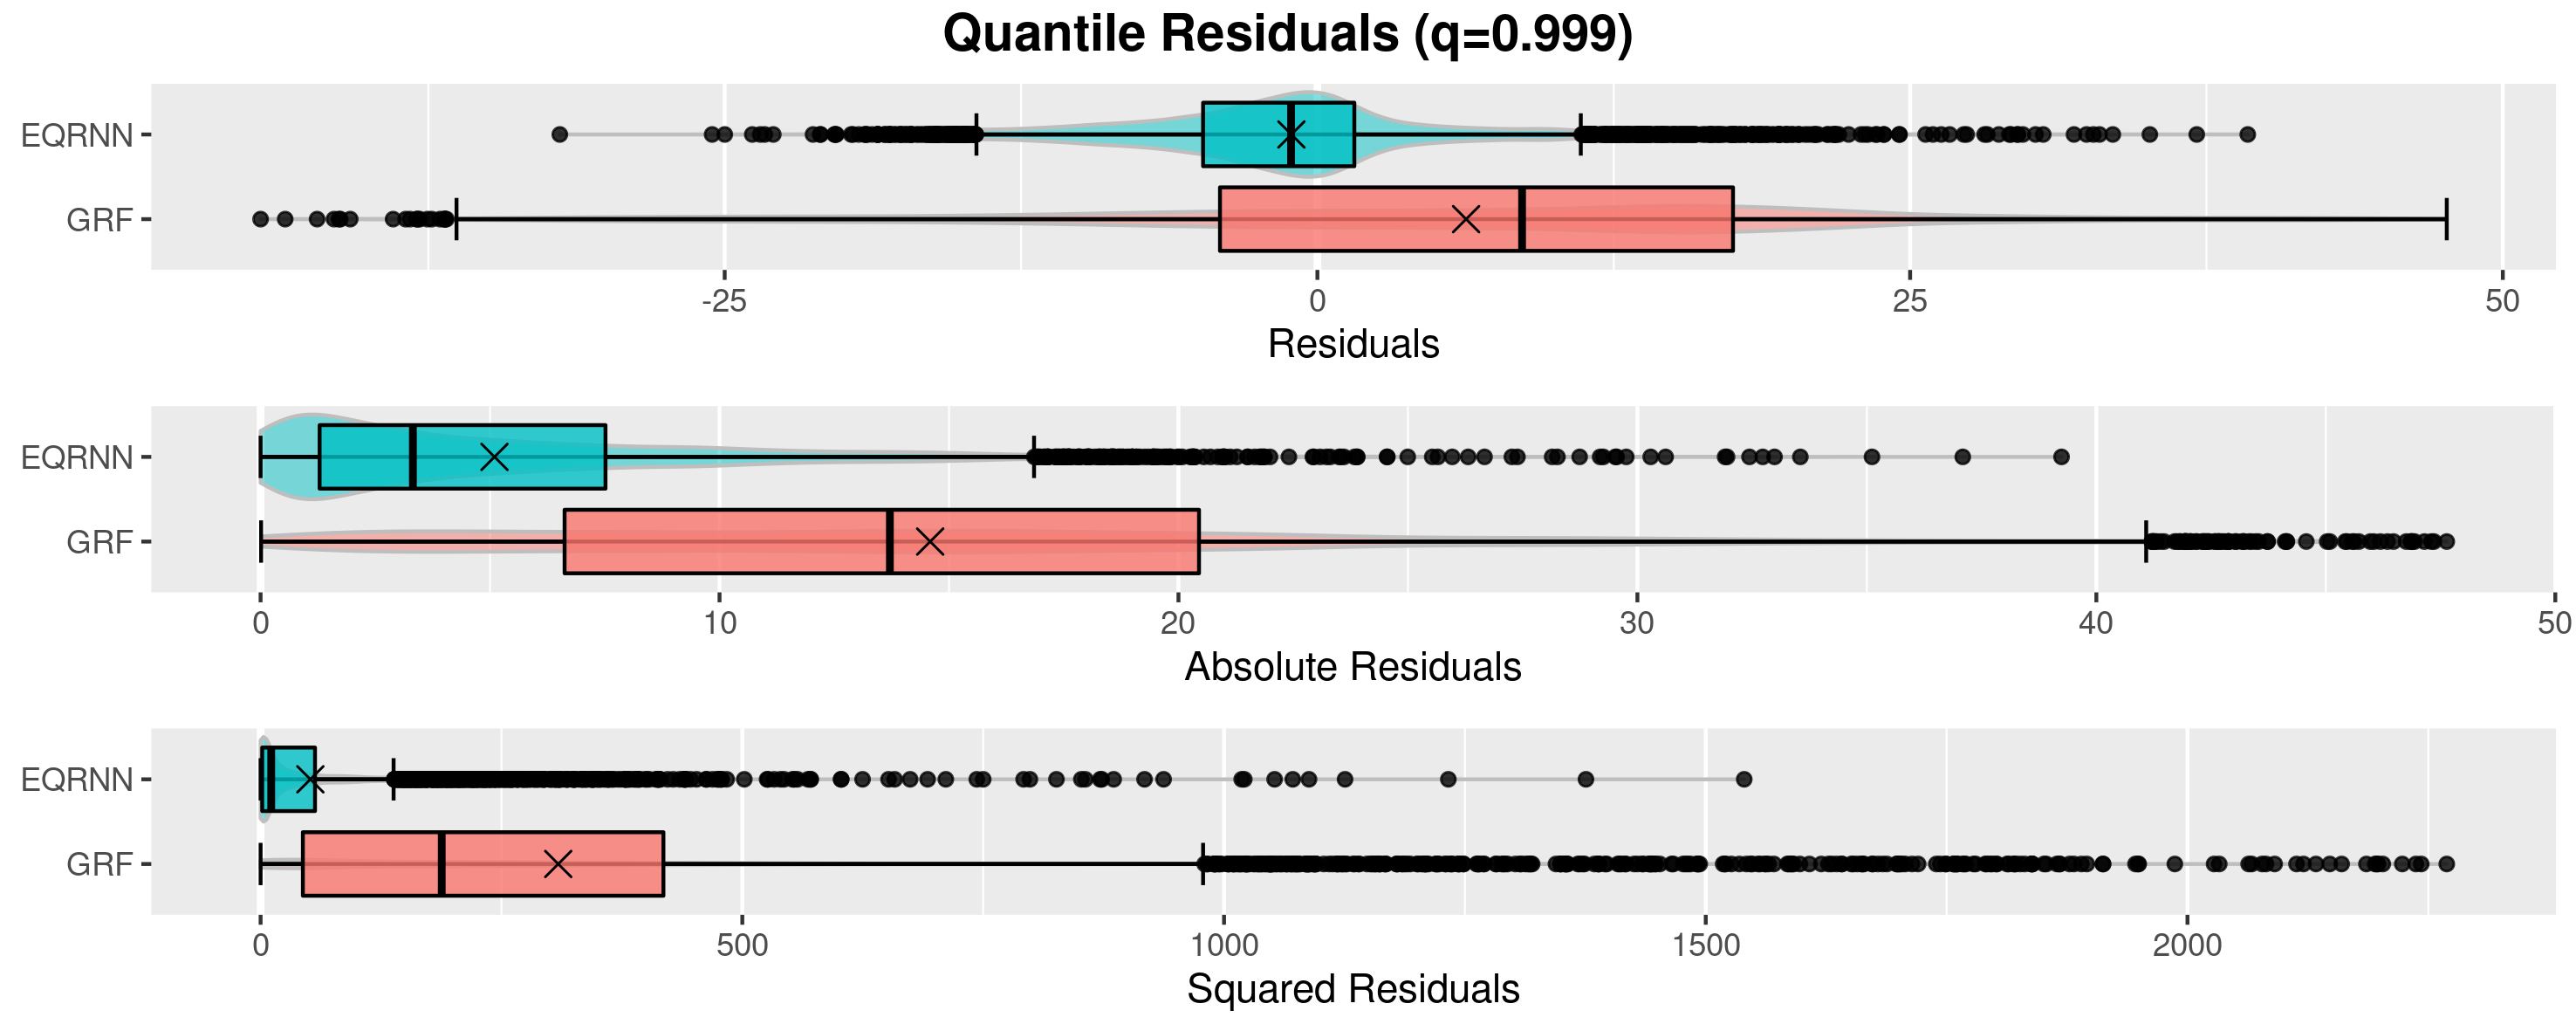 Quantile Residuals (q=0.999)
EQRNN
GRF
-25 0 25 50
Residuals
EQRNN
GRF
0 10 20 30 40 50
Absolute Residuals
EQRNN
GRF
0 500 1000 1500 2000
Squared Residuals